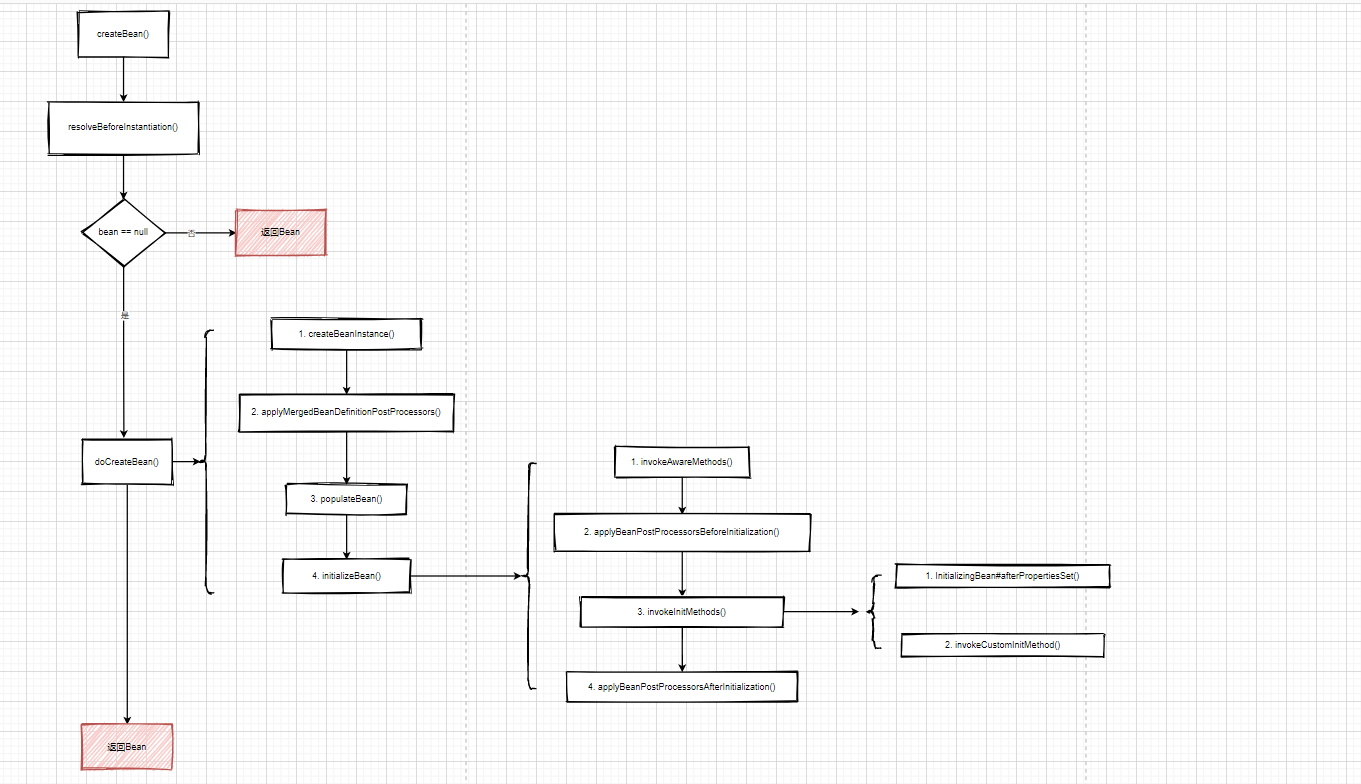 createBean()
resolveBeforeInstantiation()
bean == null
否
返回Bean
是
doCreateBean()
返回Bean
1. createBeanInstance()
2. applyMergedBeanDefinitionPostProcessors()
3. populateBean()
4. initializeBean()
1. invokeAwareMethods()
2. applyBeanPostProcessorsBeforeInitialization()
3. invokeInitMethods()
4. applyBeanPostProcessorsAfterInitialization()
1. InitializingBean#afterPropertiesSet()
2. invokeCustomInitMethod()